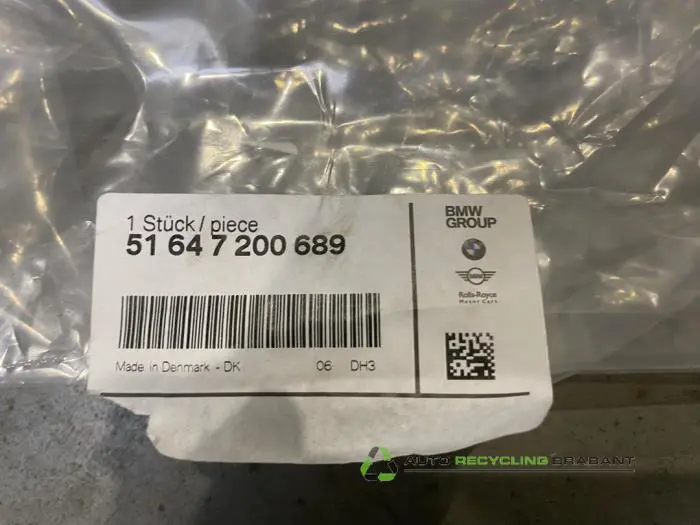 1 Stück / piece
51 64 7 200 689
BMW
GROUP
MINI
Rolls-Royce
Motor Cars
Made in Denmark - DK 06 DH3
AUTO RECYCLING BRABANT